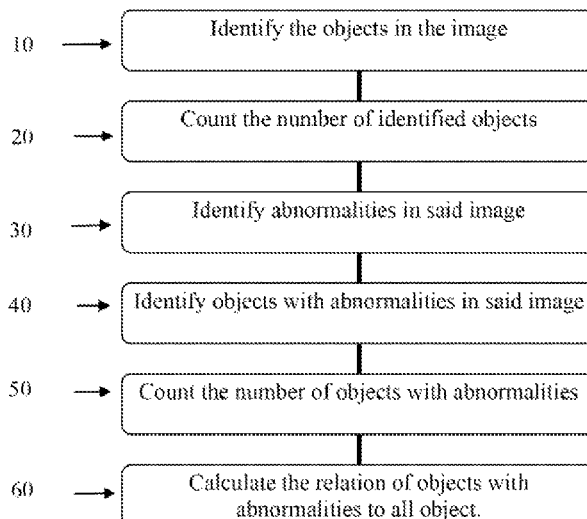 10
Identify the objects in the image
20
Count the number of identified objects
30
Identify abnormalities in said image
40
Identify objects with abnormalities in said image
50
Count the number of objects with abnormalities
60
Calculate the relation of objects with
abnormalities to all object.